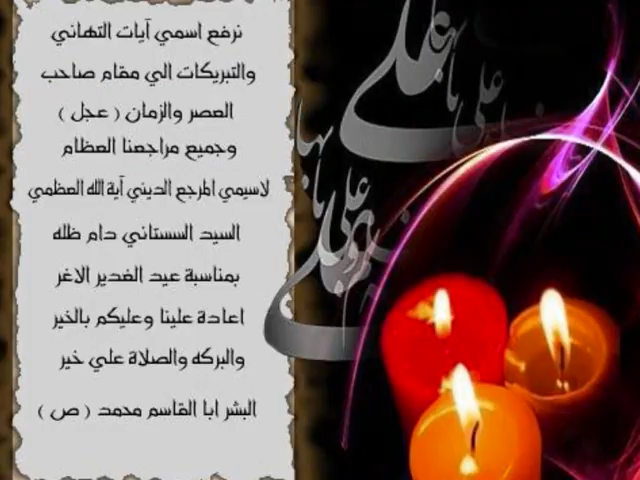 نرفع اسمي آيات التهاني
والتبريكات الي مقام صاحب
العصر والزمان ( عجل )
وجميع مراجعنا العظام
لاسيمي المرجع الديني آية الله العظمي
السيد السستاني دام ظله
بمناسبة عيد الغدير الاغر
اعادة علينا وعليكم بالخير
والبركه والصلاة علي خير
البشر ابا القاسم محمد ( ص )